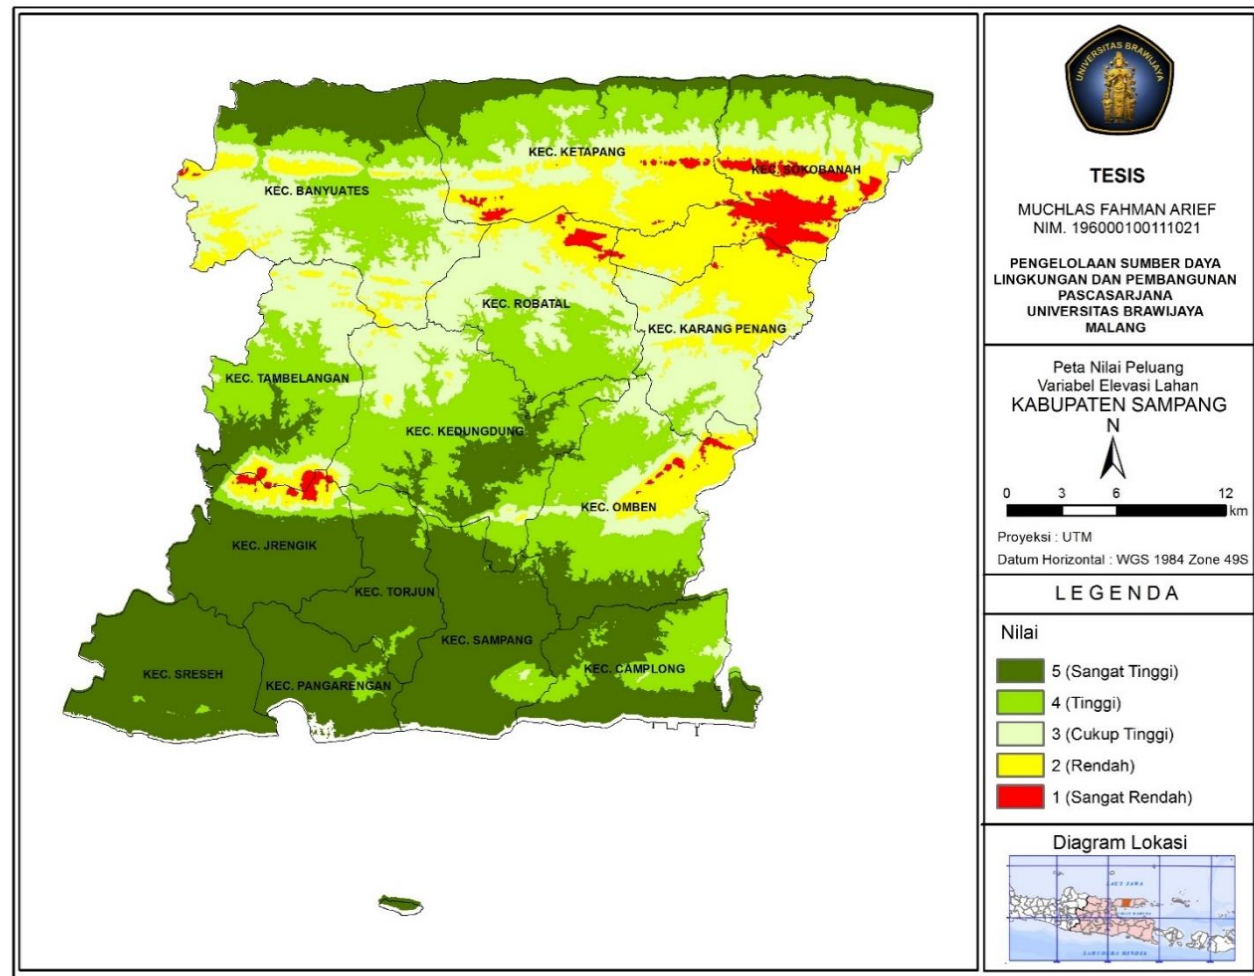 KEC. KETAPANG
KEC. SOKOBANAH
KEC. BANYUATES
KEC. ROBATAL
KEC. KARANG PENANG
KEC. TAMBELANGAN
KEC. KEDUNGDUNG
KEC. OMBEN
KEC. JRENGIK
KEC. TORJUN
KEC. SAMPANG
KEC. CAMPLONG
KEC. SRESEH
KEC. PANGARENGAN
UNIVERSITAS BRAWIJAYA
TESIS
MUCHLAS FAHMAN ARIEF
NIM. 196000100111021
PENGELOLAAN SUMBER DAYA
LINGKUNGAN DAN PEMBANGUNAN
PASCASARJANA
UNIVERSITAS BRAWIJAYA
MALANG
Peta Nilai Peluang
Variabel Elevasi Lahan
KABUPATEN SAMPANG
N
0 3 6 12
km
Proyeksi : UTM
Datum Horizontal : WGS 1984 Zone 49S
LEGENDA
Nilai
5 (Sangat Tinggi)
4 (Tinggi)
3 (Cukup Tinggi)
2 (Rendah)
1 (Sangat Rendah)
Diagram Lokasi
LAUT JAWA